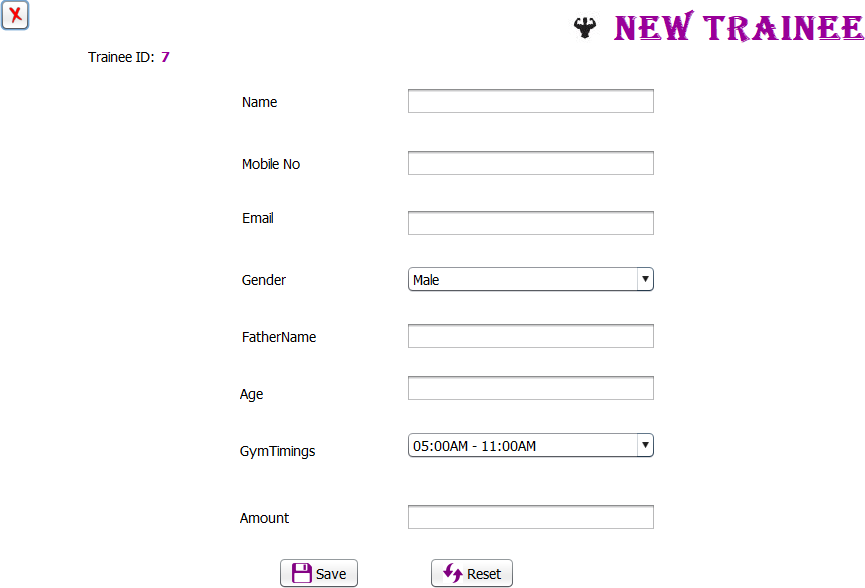 X
NEW TRAINEE
Trainee ID: 7
Name
Mobile No
Email
Gender Male
FatherName
Age
GymTimings 05:00AM - 11:00AM
Amount
Save Reset